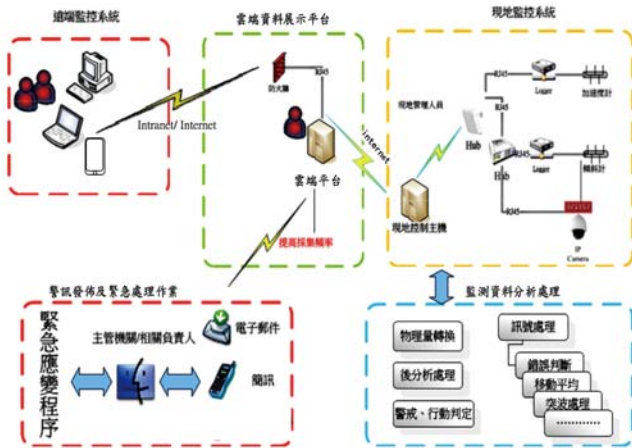 遠端監控系統
雲端資料展示平台
現地監控系統
防火牆
RJ45
Intranet/ Internet
雲端平台
提高採集頻率
internet
現地管理人員
RJ45
Logger
加速度計
RJ45
Hub
Hub
RJ45
Logger
傾斜計
RJ45
現地控制主機
IP
Camera
警訊發佈及緊急處理作業
緊急應變程序
主管機關/相關負責人
電子郵件
簡訊
監測資料分析處理
物理量轉換
後分析處理
警戒、行動判定
訊號處理
錯誤判斷
移動平均
突波處理
............